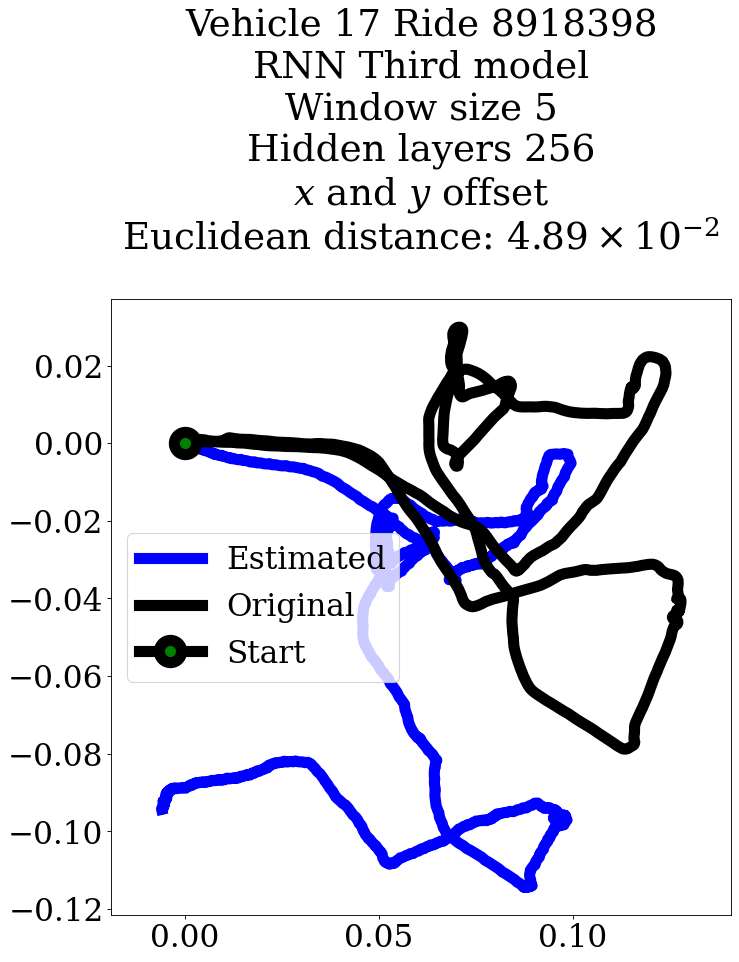 Vehicle 17 Ride 8918398
RNN Third model
Window size 5
Hidden layers 256
x and y offset
Euclidean distance: 4.89 × 10⁻²
0.02
0.00
−0.02
−0.04
−0.06
−0.08
−0.10
−0.12
Estimated
Original
Start
0.00 0.05 0.10